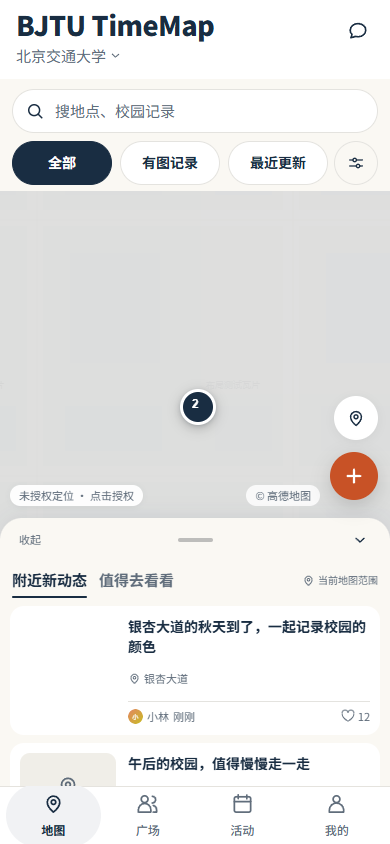 BJTU TimeMap
北京交通大学
搜地点、校园记录
全部
有图记录
最近更新
2
未授权定位 · 点击授权
© 高德地图
收起
附近新动态
值得去看看
当前地图范围
银杏大道的秋天到了，一起记录校园的
颜色
银杏大道
小
小林 刚刚
12
午后的校园，值得慢慢走一走
地图
广场
活动
我的